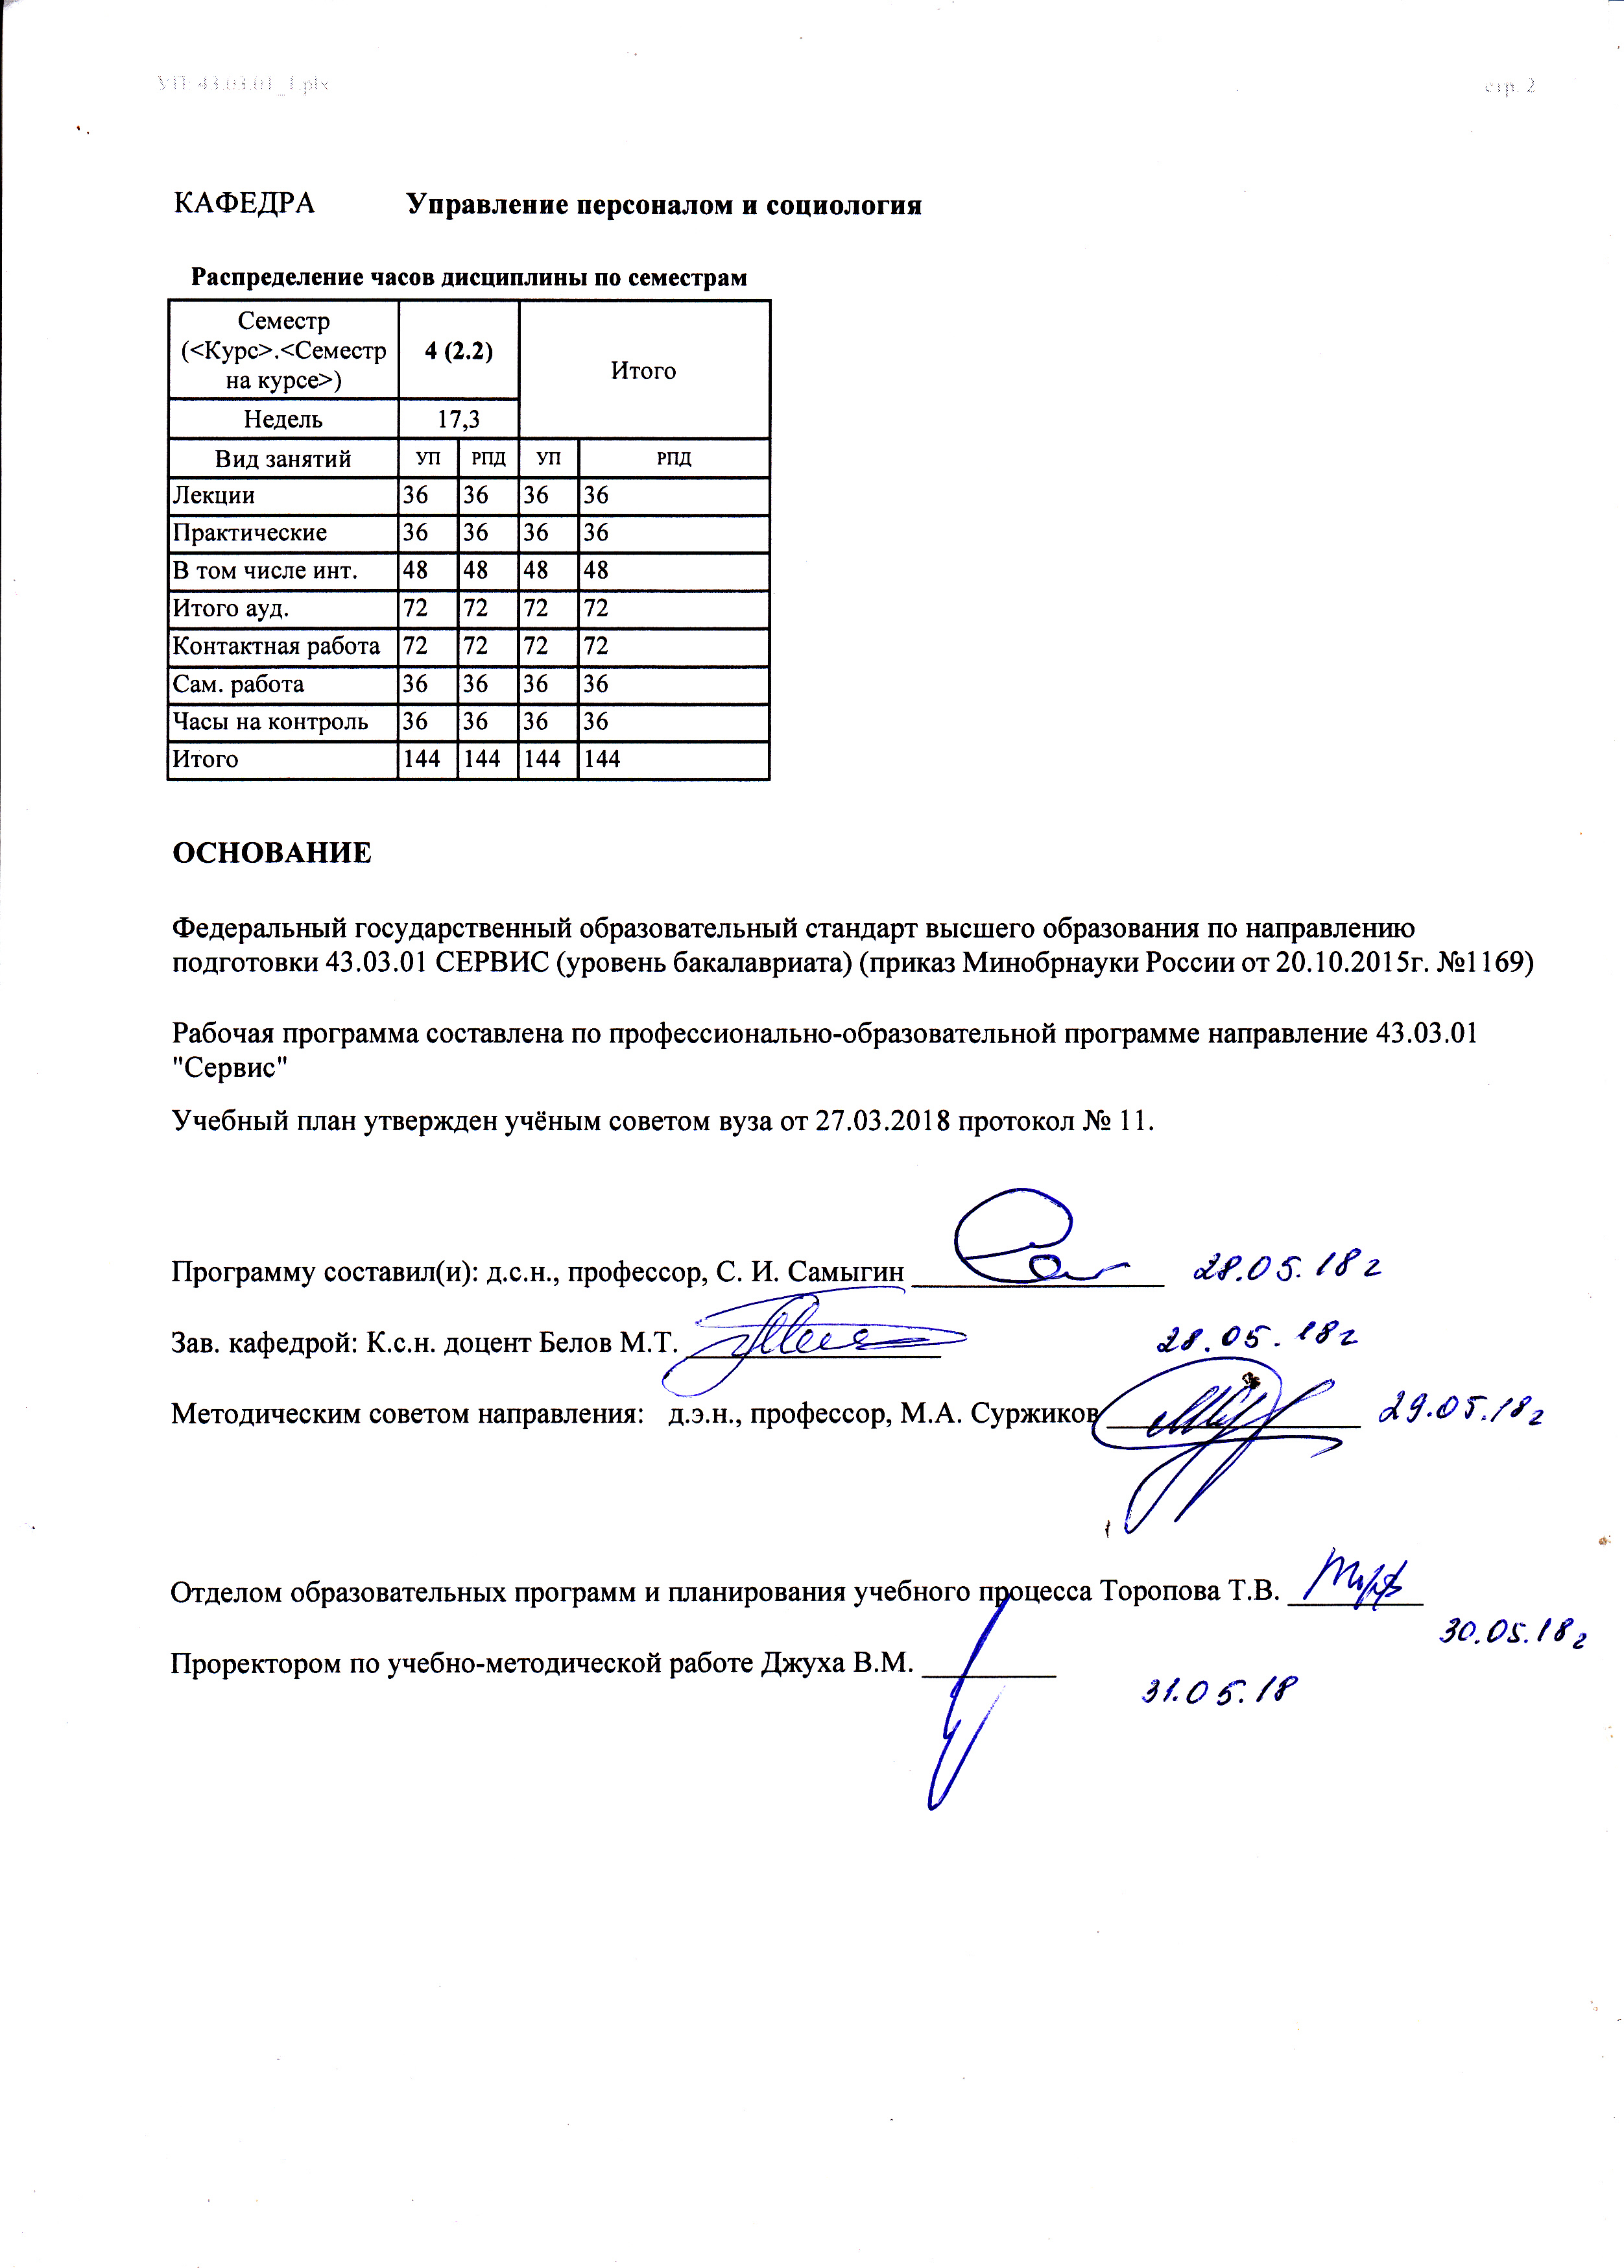 УП: 43.03.01_1.plx стр. 2
КАФЕДРА Управление персоналом и социология
Распределение часов дисциплины по семестрам
Семестр
(<Курс>.<Семестр
на курсе>) 4 (2.2) Итого
Недель 17,3
Вид занятий УП РПД УП РПД
Лекции 36 36 36 36
Практические 36 36 36 36
В том числе инт. 48 48 48 48
Итого ауд. 72 72 72 72
Контактная работа 72 72 72 72
Сам. работа 36 36 36 36
Часы на контроль 36 36 36 36
Итого 144 144 144 144
ОСНОВАНИЕ
Федеральный государственный образовательный стандарт высшего образования по направлению
подготовки 43.03.01 СЕРВИС (уровень бакалавриата) (приказ Минобрнауки России от 20.10.2015г. №1169)
Рабочая программа составлена по профессионально-образовательной программе направление 43.03.01
"Сервис"
Учебный план утвержден учёным советом вуза от 27.03.2018 протокол № 11.
Программу составил(и): д.с.н., профессор, С. И. Самыгин 28.05.18 г
Зав. кафедрой: К.с.н. доцент Белов М.Т. 28.05.18 г
Методическим советом направления: д.э.н., профессор, М.А. Суржиков 29.05.18 г
Отделом образовательных программ и планирования учебного процесса Торопова Т.В.
30.05.18 г
Проректором по учебно-методической работе Джуха В.М.
31.05.18